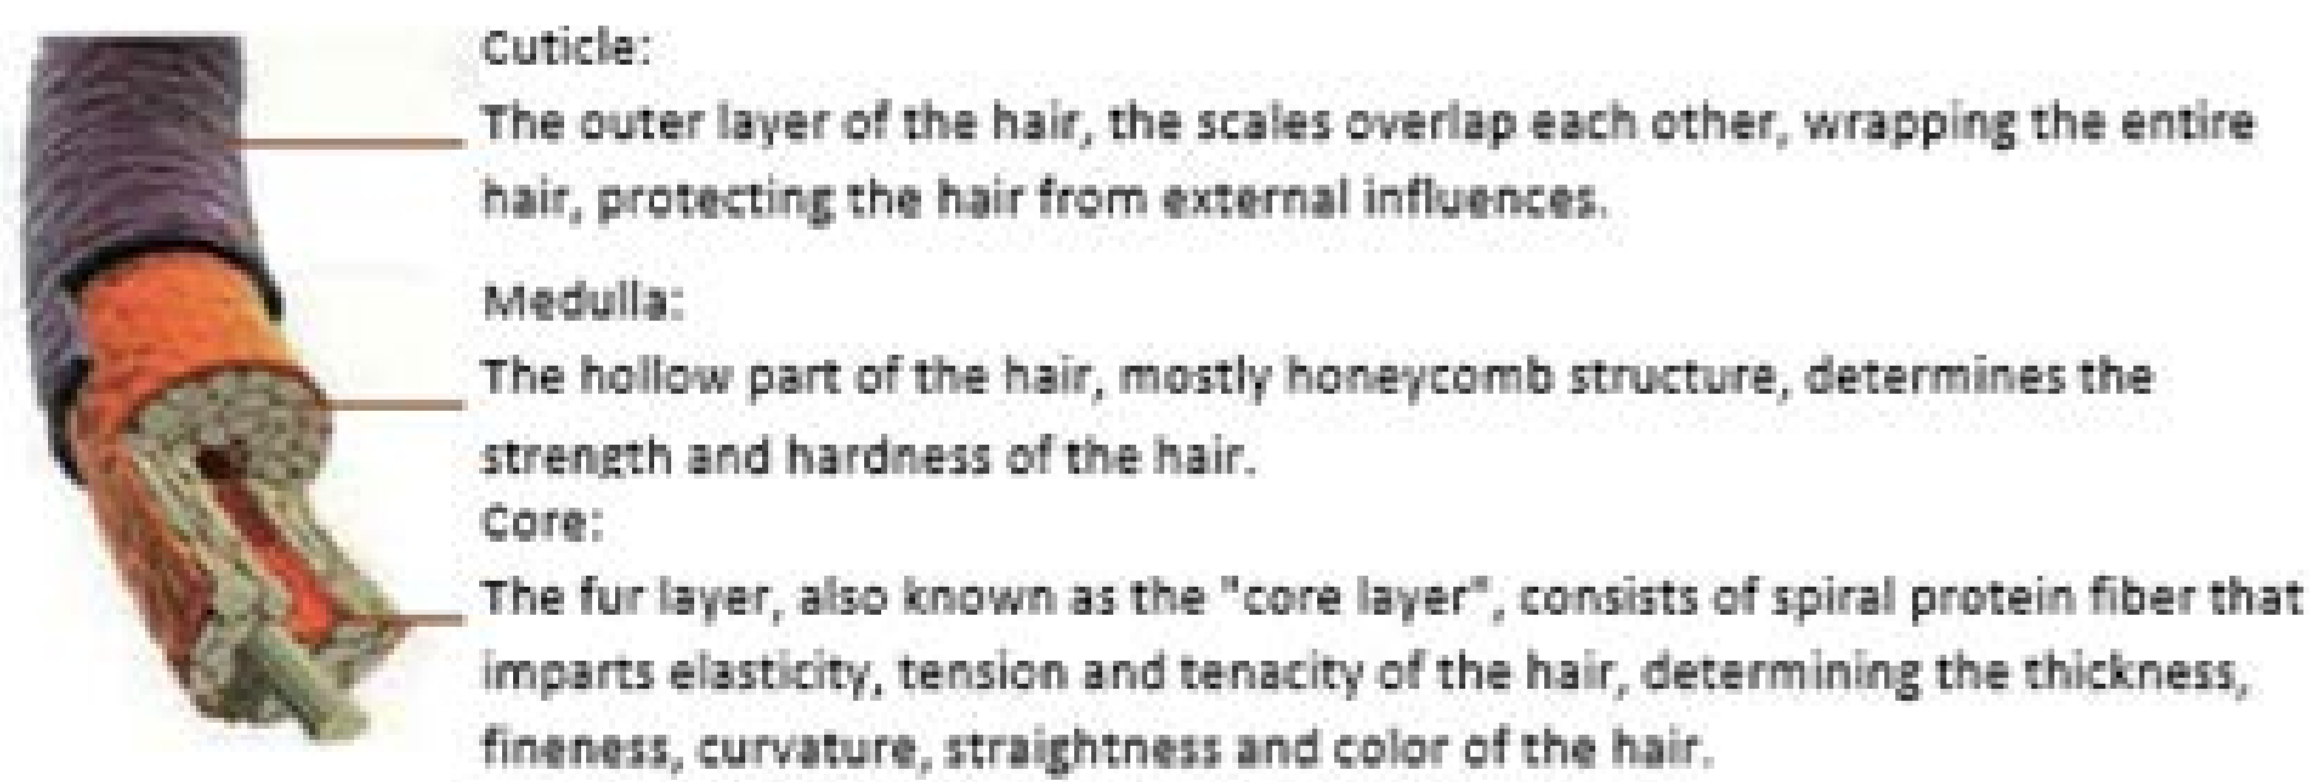 Cuticle:
The outer layer of the hair, the scales overlap each other, wrapping the entire
hair, protecting the hair from external influences.
Medulla:
The hollow part of the hair, mostly honeycomb structure, determines the
strength and hardness of the hair.
Core:
The fur layer, also known as the "core layer", consists of spiral protein fiber that
imparts elasticity, tension and tenacity of the hair, determining the thickness,
fineness, curvature, straightness and color of the hair.